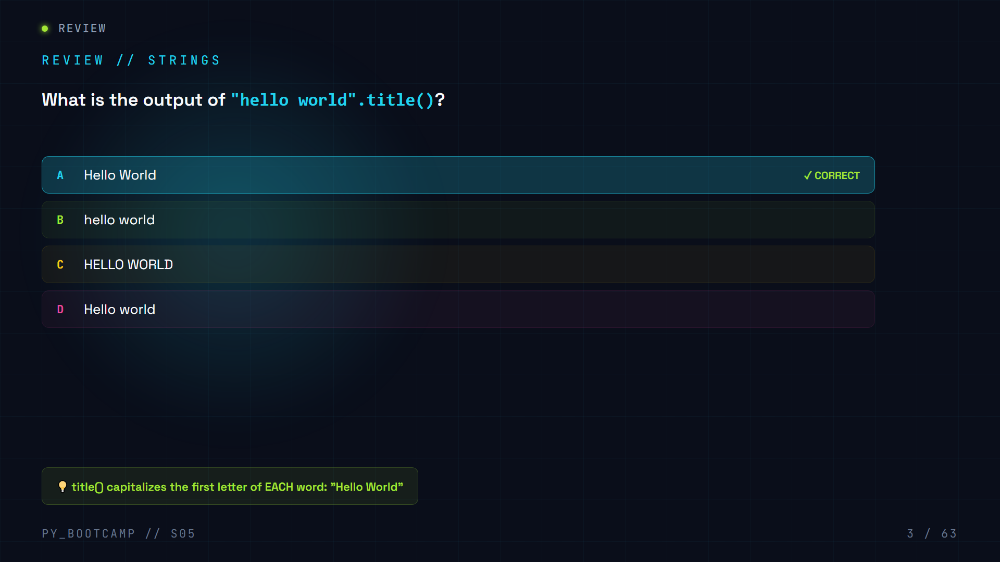 REVIEW
REVIEW // STRINGS
What is the output of "hello world".title()?
A Hello World ✓ CORRECT
B hello world
C HELLO WORLD
D Hello world
💡 title() capitalizes the first letter of EACH word: ”Hello World”
PY_BOOTCAMP // S05
3 / 63